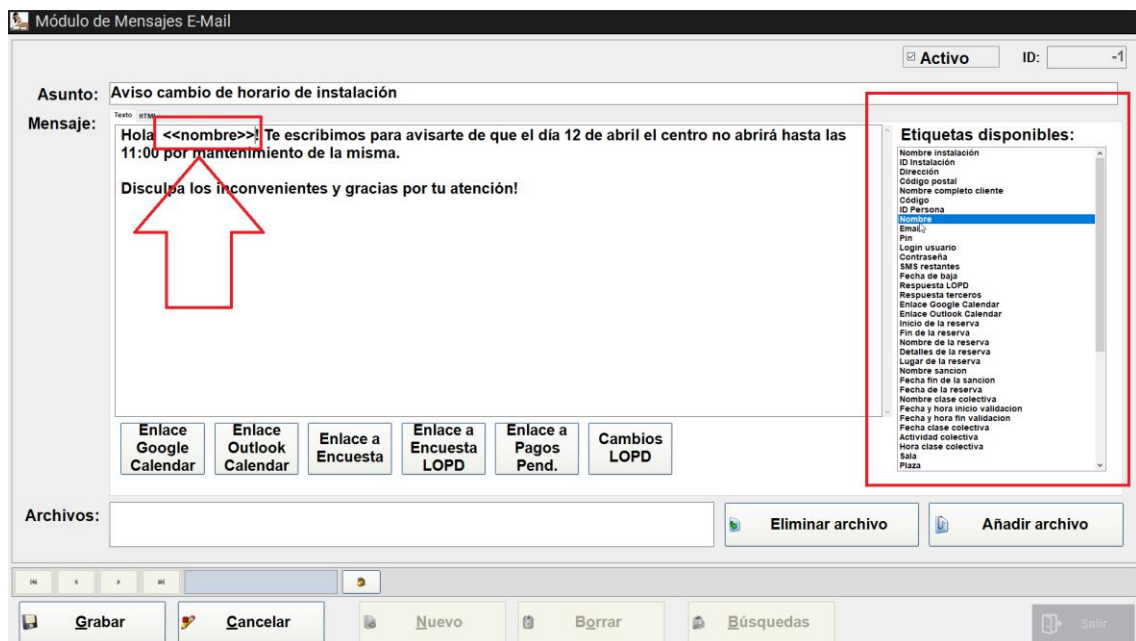 Módulo de Mensajes E-Mail
Activo
ID:
-1
Asunto:
Aviso cambio de horario de instalación
Mensaje:
Texto
HTML
Hola <<nombre>>! Te escribimos para avisarte de que el día 12 de abril el centro no abrirá hasta las
11:00 por mantenimiento de la misma.
Disculpa los inconvenientes y gracias por tu atención!
Etiquetas disponibles:
Nombre instalación
ID Instalación
Dirección
Código postal
Nombre completo cliente
Código
ID Persona
Nombre
Email
Pin
Login usuario
Contraseña
SMS restantes
Fecha de baja
Respuesta LOPD
Respuesta terceros
Enlace Google Calendar
Enlace Outlook Calendar
Inicio de la reserva
Fin de la reserva
Nombre de la reserva
Detalles de la reserva
Lugar de la reserva
Nombre sancion
Fecha fin de la sancion
Fecha de la reserva
Nombre clase colectiva
Fecha y hora inicio validacion
Fecha y hora fin validacion
Fecha clase colectiva
Actividad colectiva
Hora clase colectiva
Sala
Plaza
Enlace
Google
Calendar
Enlace
Outlook
Calendar
Enlace a
Encuesta
Enlace a
Encuesta
LOPD
Enlace a
Pagos
Pend.
Cambios
LOPD
Archivos:
Eliminar archivo
Añadir archivo
Grabar
Cancelar
Nuevo
Borrar
Búsquedas
Salir